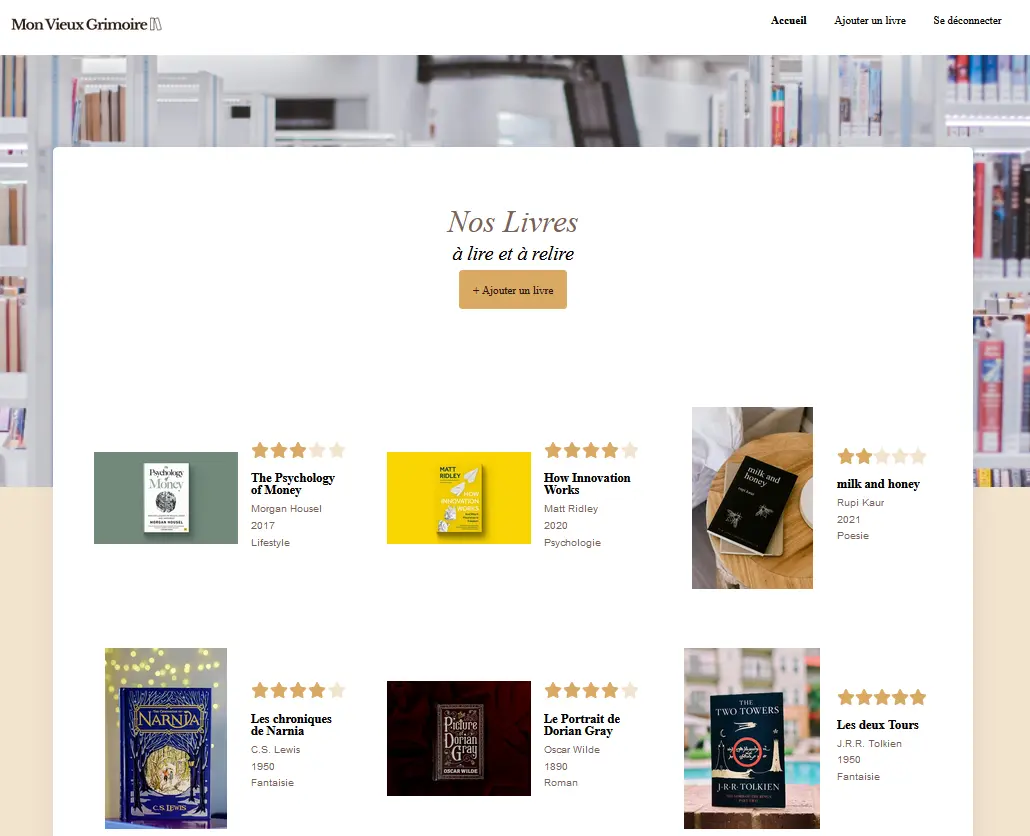 Mon Vieux Grimoire
Accueil
Ajouter un livre
Se déconnecter
Nos Livres
à lire et à relire
+ Ajouter un livre
The
Psychology
of
Money
MORGAN HOUSEL
The Psychology
of Money
Morgan Housel
2017
Lifestyle
MATT
RIDLEY
HOW
INNOVATION
WORKS
How Innovation
Works
Matt Ridley
2020
Psychologie
milk and
honey
rupi kaur
milk and honey
Rupi Kaur
2021
Poesie
THE CHRONICLES OF
NARNIA
C.S. LEWIS
Les chroniques
de Narnia
C.S. Lewis
1950
Fantaisie
The
Picture
of
Dorian
Gray
OSCAR WILDE
Le Portrait de
Dorian Gray
Oscar Wilde
1890
Roman
THE
TWO TOWERS
J·R·R·TOLKIEN
Les deux Tours
J.R.R. Tolkien
1950
Fantaisie